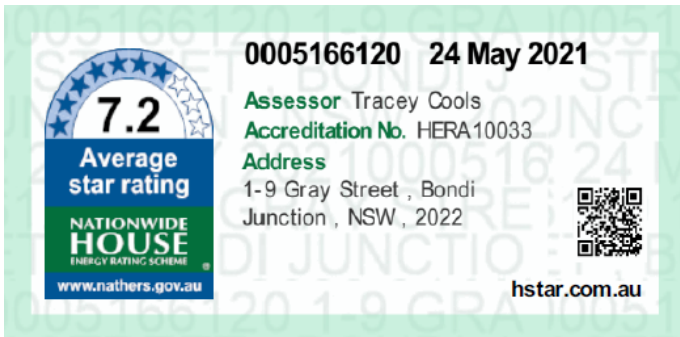 0005166120 24 May 2021
7.2
Average
star rating
NATIONWIDE
HOUSE
ENERGY RATING SCHEME ®
www.nathers.gov.au
Assessor Tracey Cools
Accreditation No. HERA10033
Address
1-9 Gray Street , Bondi
Junction , NSW , 2022
hstar.com.au